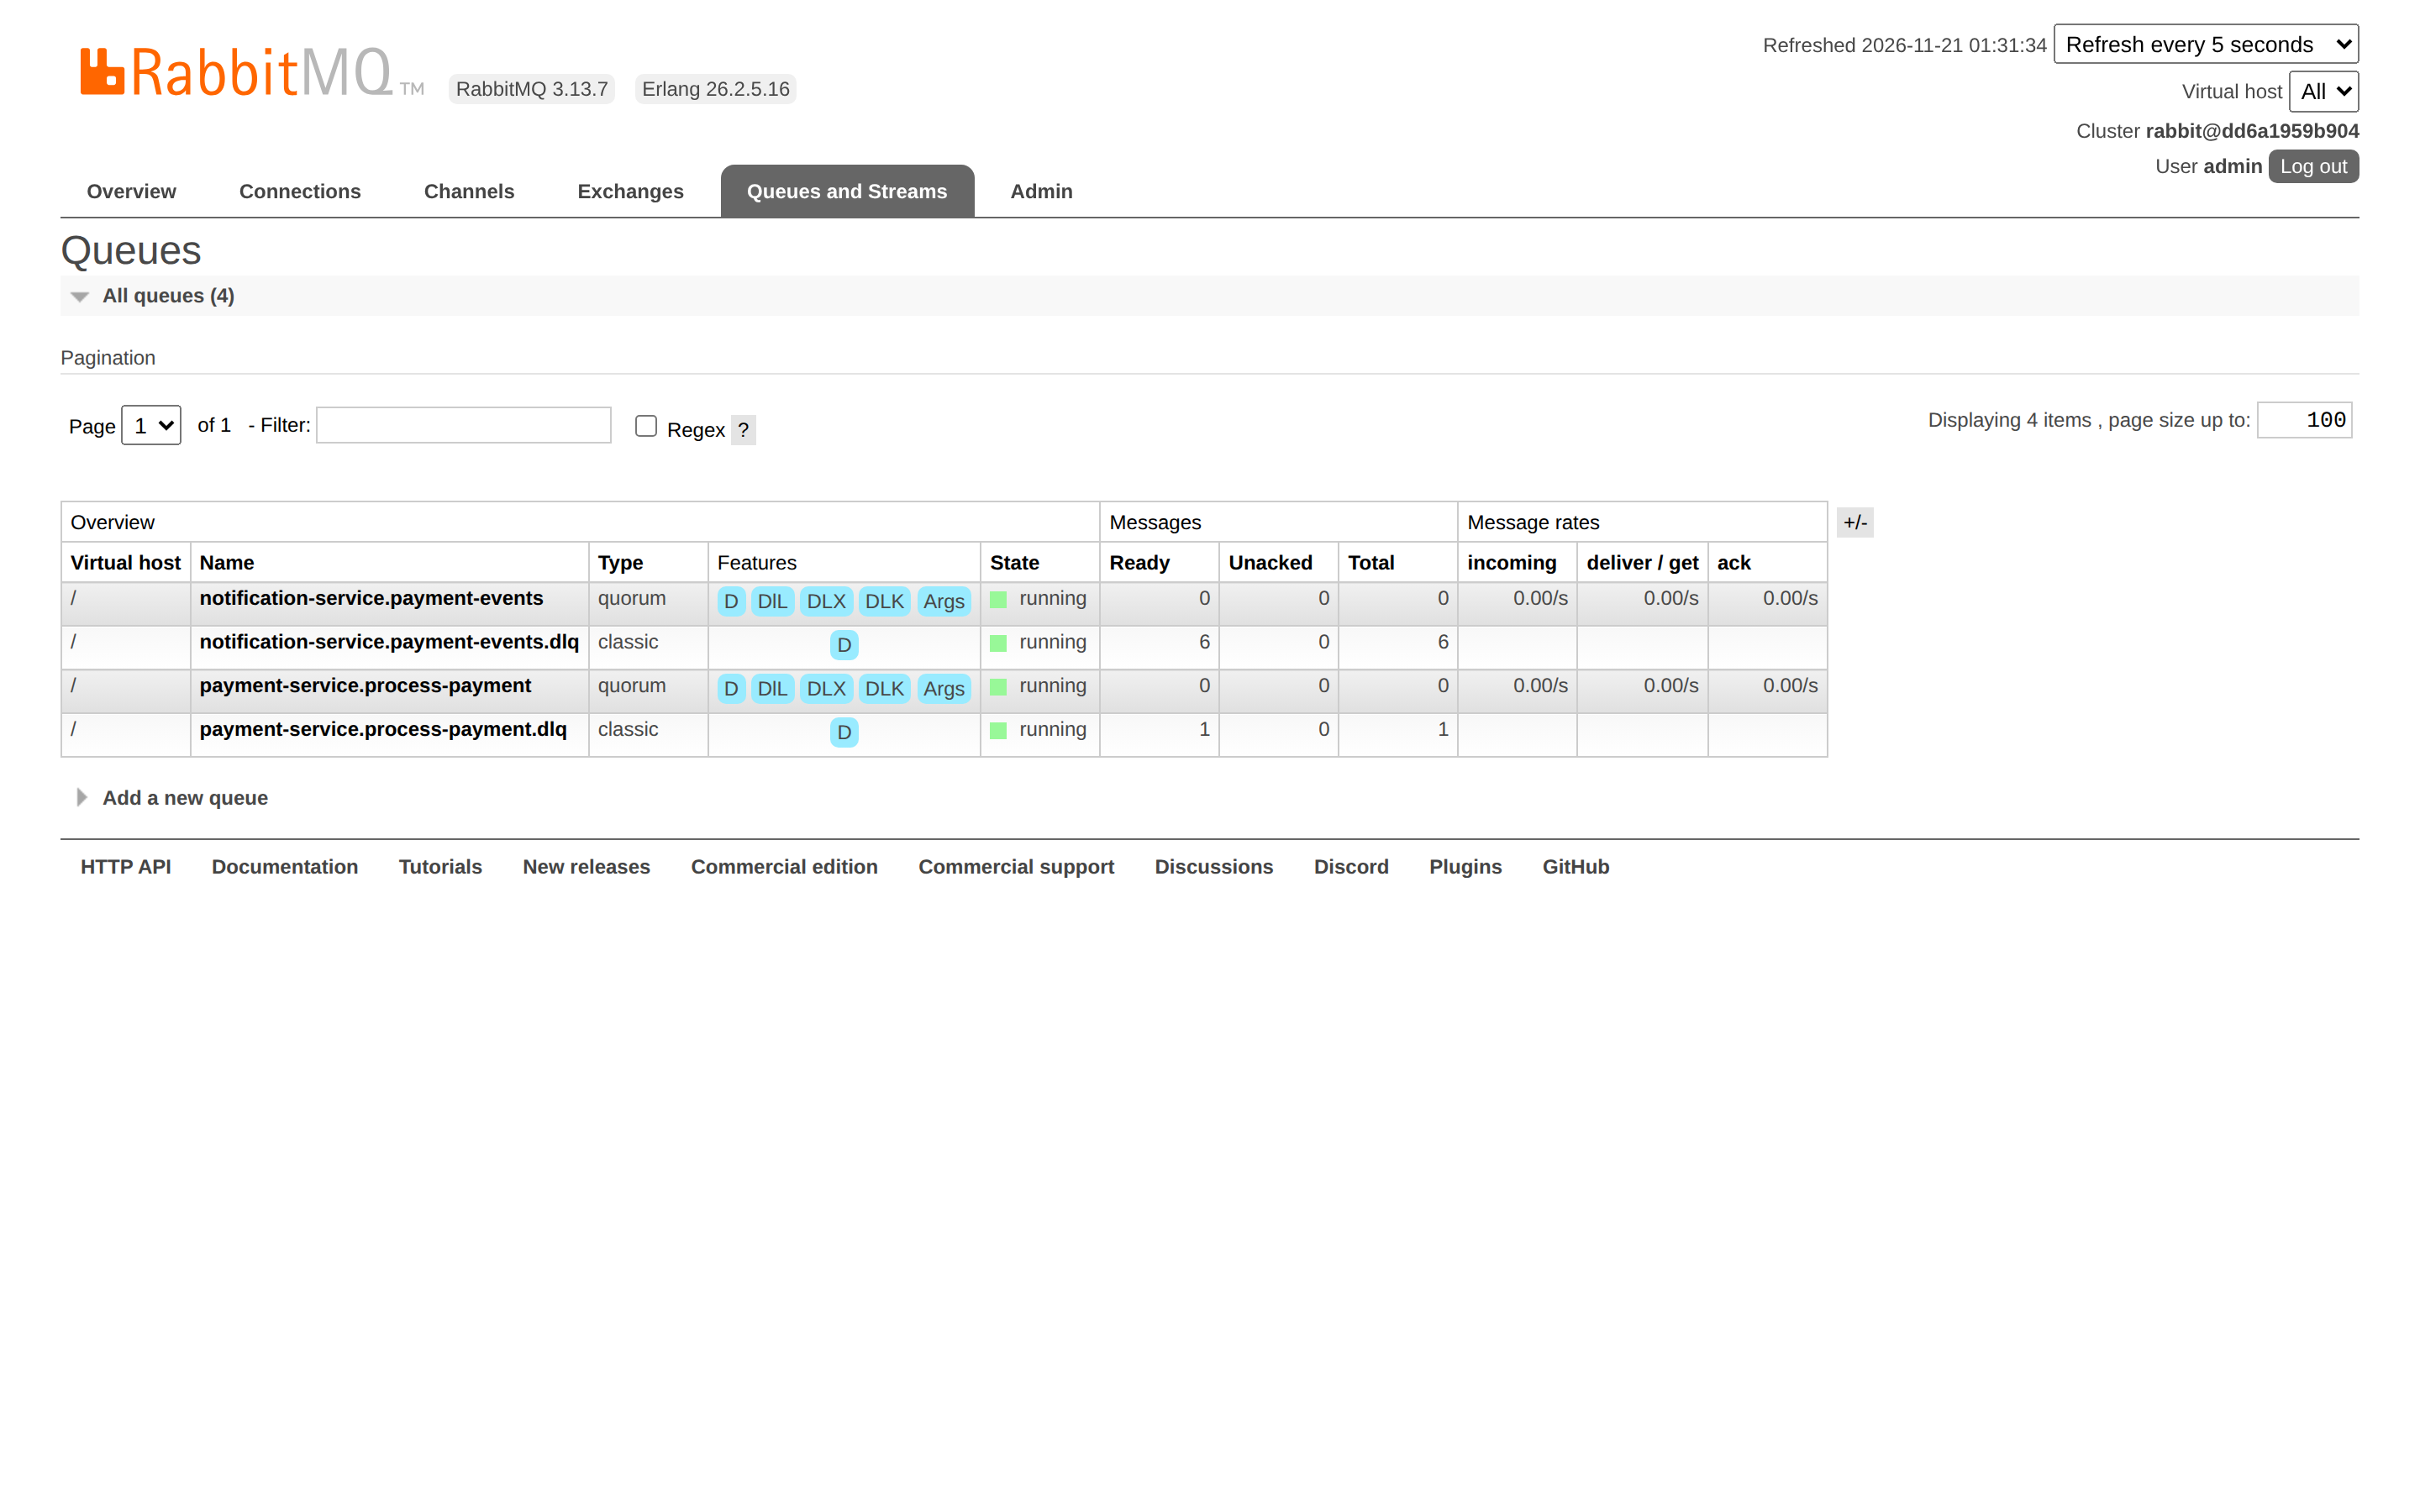 RabbitMQ TM RabbitMQ 3.13.7 Erlang 26.2.5.16
Refreshed 2026-11-21 01:31:34 Refresh every 5 seconds
Virtual host All
Cluster rabbit@dd6a1959b904
User admin Log out
Overview Connections Channels Exchanges Queues and Streams Admin
Queues
All queues (4)
Pagination
Page 1 of 1 - Filter: Regex ? Displaying 4 items , page size up to: 100
Overview Messages Message rates +/-
Virtual host Name Type Features State Ready Unacked Total incoming deliver / get ack
/ notification-service.payment-events quorum D DlL DLX DLK Args running 0 0 0 0.00/s 0.00/s 0.00/s
/ notification-service.payment-events.dlq classic D running 6 0 6
/ payment-service.process-payment quorum D DlL DLX DLK Args running 0 0 0 0.00/s 0.00/s 0.00/s
/ payment-service.process-payment.dlq classic D running 1 0 1
Add a new queue
HTTP API Documentation Tutorials New releases Commercial edition Commercial support Discussions Discord Plugins GitHub